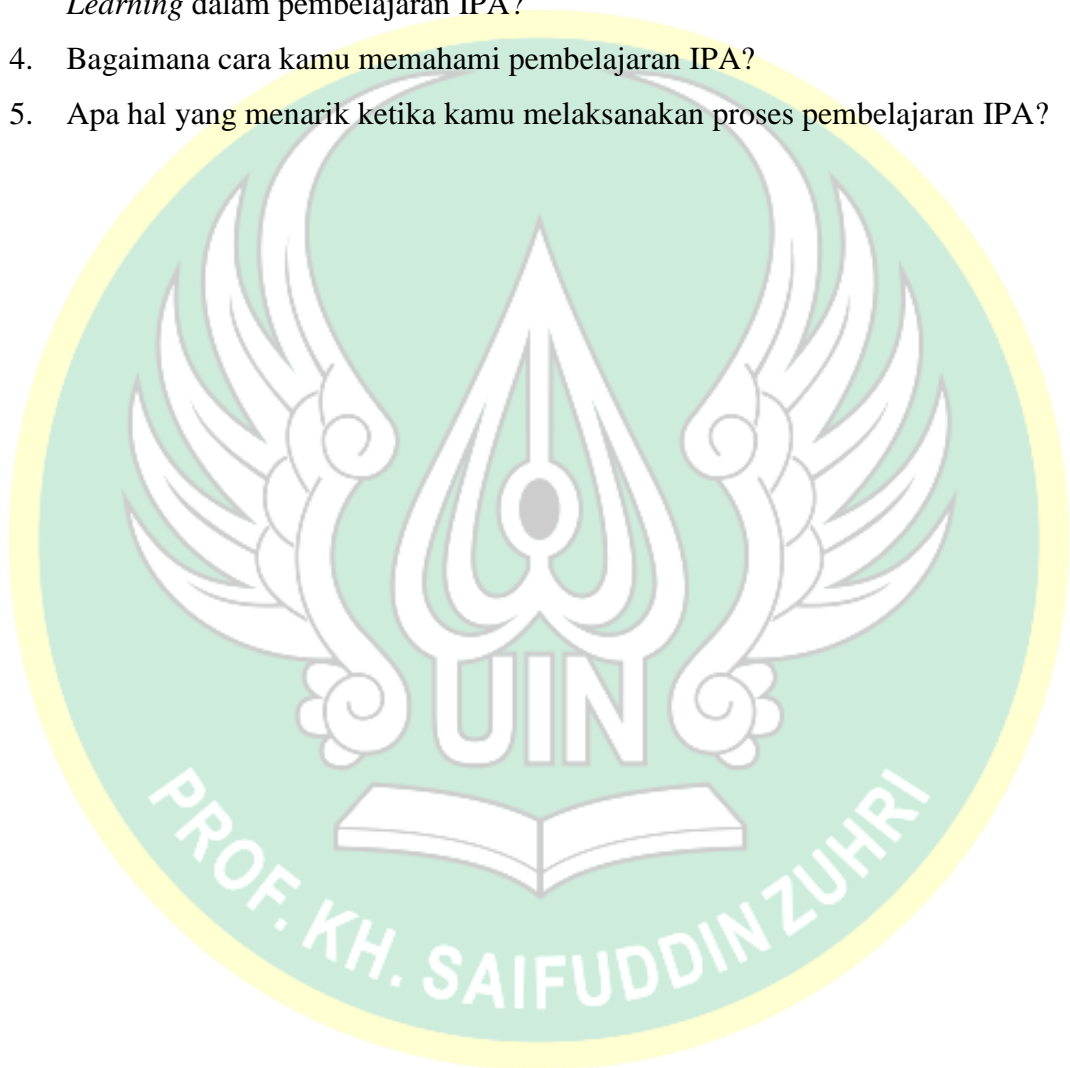 Learning dalam pembelajaran IPA?
4. Bagaimana cara kamu memahami pembelajaran IPA?
5. Apa hal yang menarik ketika kamu melaksanakan proses pembelajaran IPA?
UIN
PROF. KH. SAIFUDDIN ZUHRI